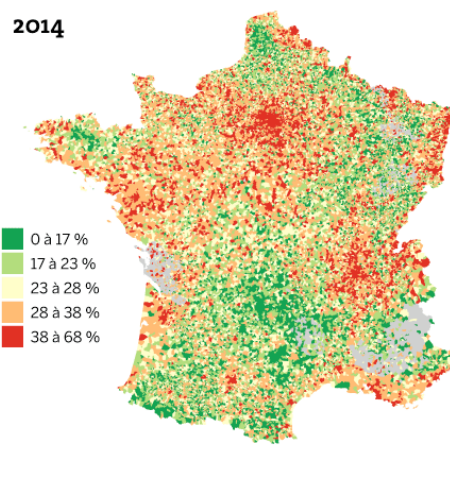 2014
0 à 17 %
17 à 23 %
23 à 28 %
28 à 38 %
38 à 68 %